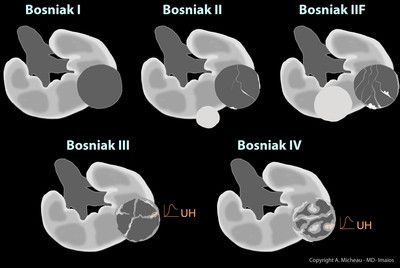 Bosniak I
Bosniak II
Bosniak IIF
Bosniak III
Bosniak IV
UH
UH
Copyright A. Micheau - MD- Imaios